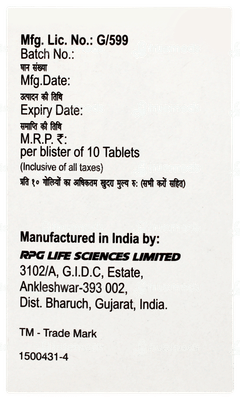 Mfg. Lic. No.: G/599
Batch No.:
घान संख्या
Mfg.Date:
उत्पादन की तिथि
Expiry Date:
समाप्ति की तिथि
M.R.P. ₹:
per blister of 10 Tablets
(Inclusive of all taxes)
प्रति १० गोलियों का अधिकतम खुदरा मूल्य रु: (सभी करों सहित)
Manufactured in India by:
RPG LIFE SCIENCES LIMITED
3102/A, G.I.D.C, Estate,
Ankleshwar-393 002,
Dist. Bharuch, Gujarat, India.
TM - Trade Mark
1500431-4